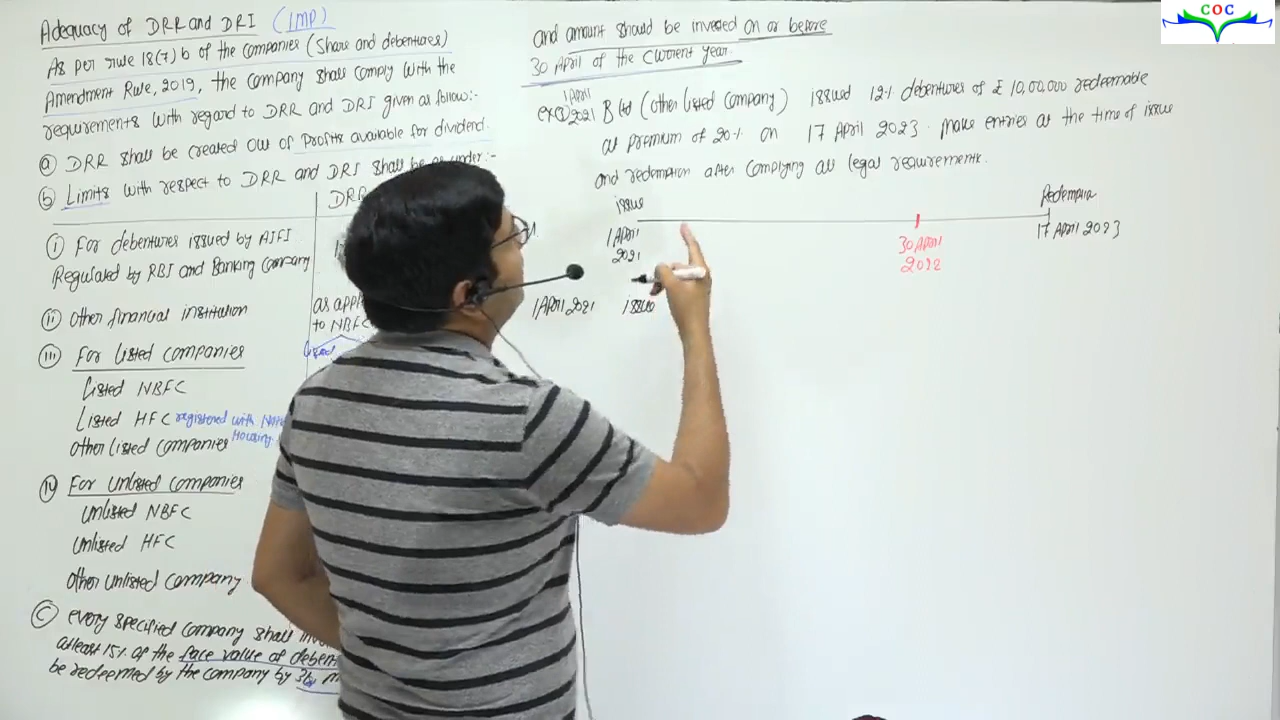 COC
Adequacy of DRR and DRI (IMP)
As per rule 18(7) b of the companies (Share and debentures)
Amendment Rule, 2019, the company shall comply with the
requirements with regard to DRR and DRI given as follow:-
(a) DRR shall be created out of Profits available for dividend.
(b) Limits with respect to DRR and DRI shall be as under:-
DRR
(i) For debentures issued by AIFI
Regulated by RBI and Banking company
(ii) Other financial institution
as app
to NBFC
(iii) For listed companies
listed
Listed NBFC
Listed HFC registered with
Housing
Other listed companies
(iv) For unlisted companies
unlisted NBFC
unlisted HFC
Other unlisted company
(C) every specified company shall
atleast 15% of the face value of deben
be redeemed by the company by 31st m
and amount should be invested on or before
30 April of the current year.
1 April
ex(3) 2021 B ltd (other listed company) issued 12% debentures of ₹ 10,00,000 redeemable
at premium of 20% on 17 April 2023. Make entries at the time of issue
and redemption after complying all legal requirements.
issue
Redemption
1 April
2021
30 April
2022
17 April 2023
1 April 2021 issue